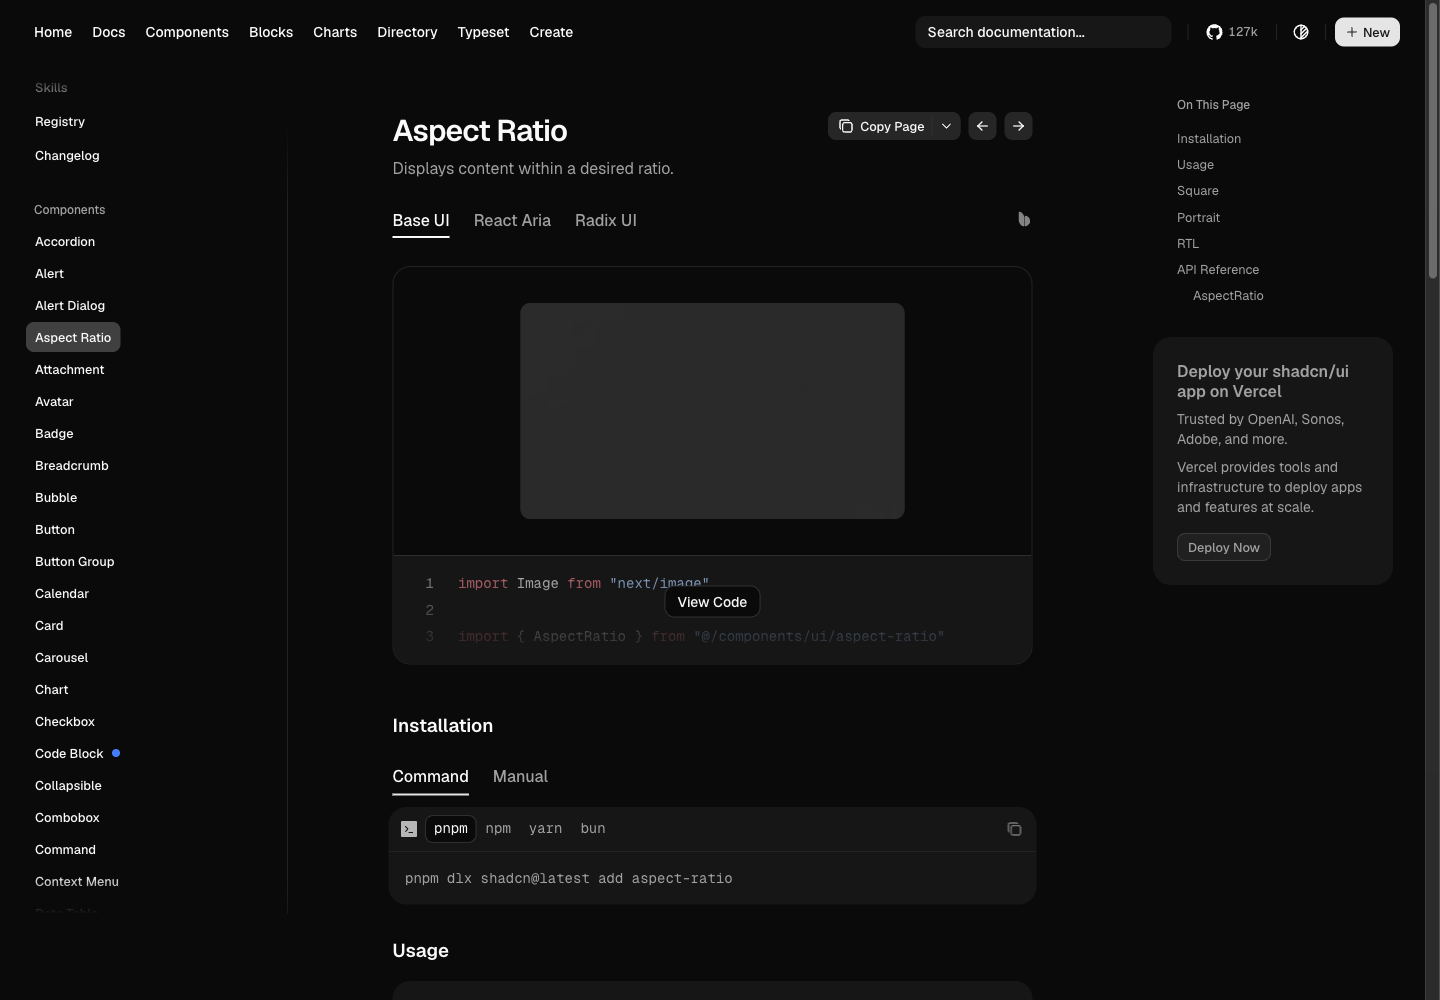 Home Docs Components Blocks Charts Directory Typeset Create
Search documentation...
127k
New
Skills
Registry
Changelog
Components
Accordion
Alert
Alert Dialog
Aspect Ratio
Attachment
Avatar
Badge
Breadcrumb
Bubble
Button
Button Group
Calendar
Card
Carousel
Chart
Checkbox
Code Block
Collapsible
Combobox
Command
Context Menu
Aspect Ratio
Copy Page
Displays content within a desired ratio.
Base UI React Aria Radix UI
1 import Image from "next/image"
2
View Code
3 import { AspectRatio } from "@/components/ui/aspect-ratio"
Installation
Command Manual
pnpm npm yarn bun
pnpm dlx shadcn@latest add aspect-ratio
Usage
On This Page
Installation
Usage
Square
Portrait
RTL
API Reference
AspectRatio
Deploy your shadcn/ui
app on Vercel
Trusted by OpenAI, Sonos,
Adobe, and more.
Vercel provides tools and
infrastructure to deploy apps
and features at scale.
Deploy Now